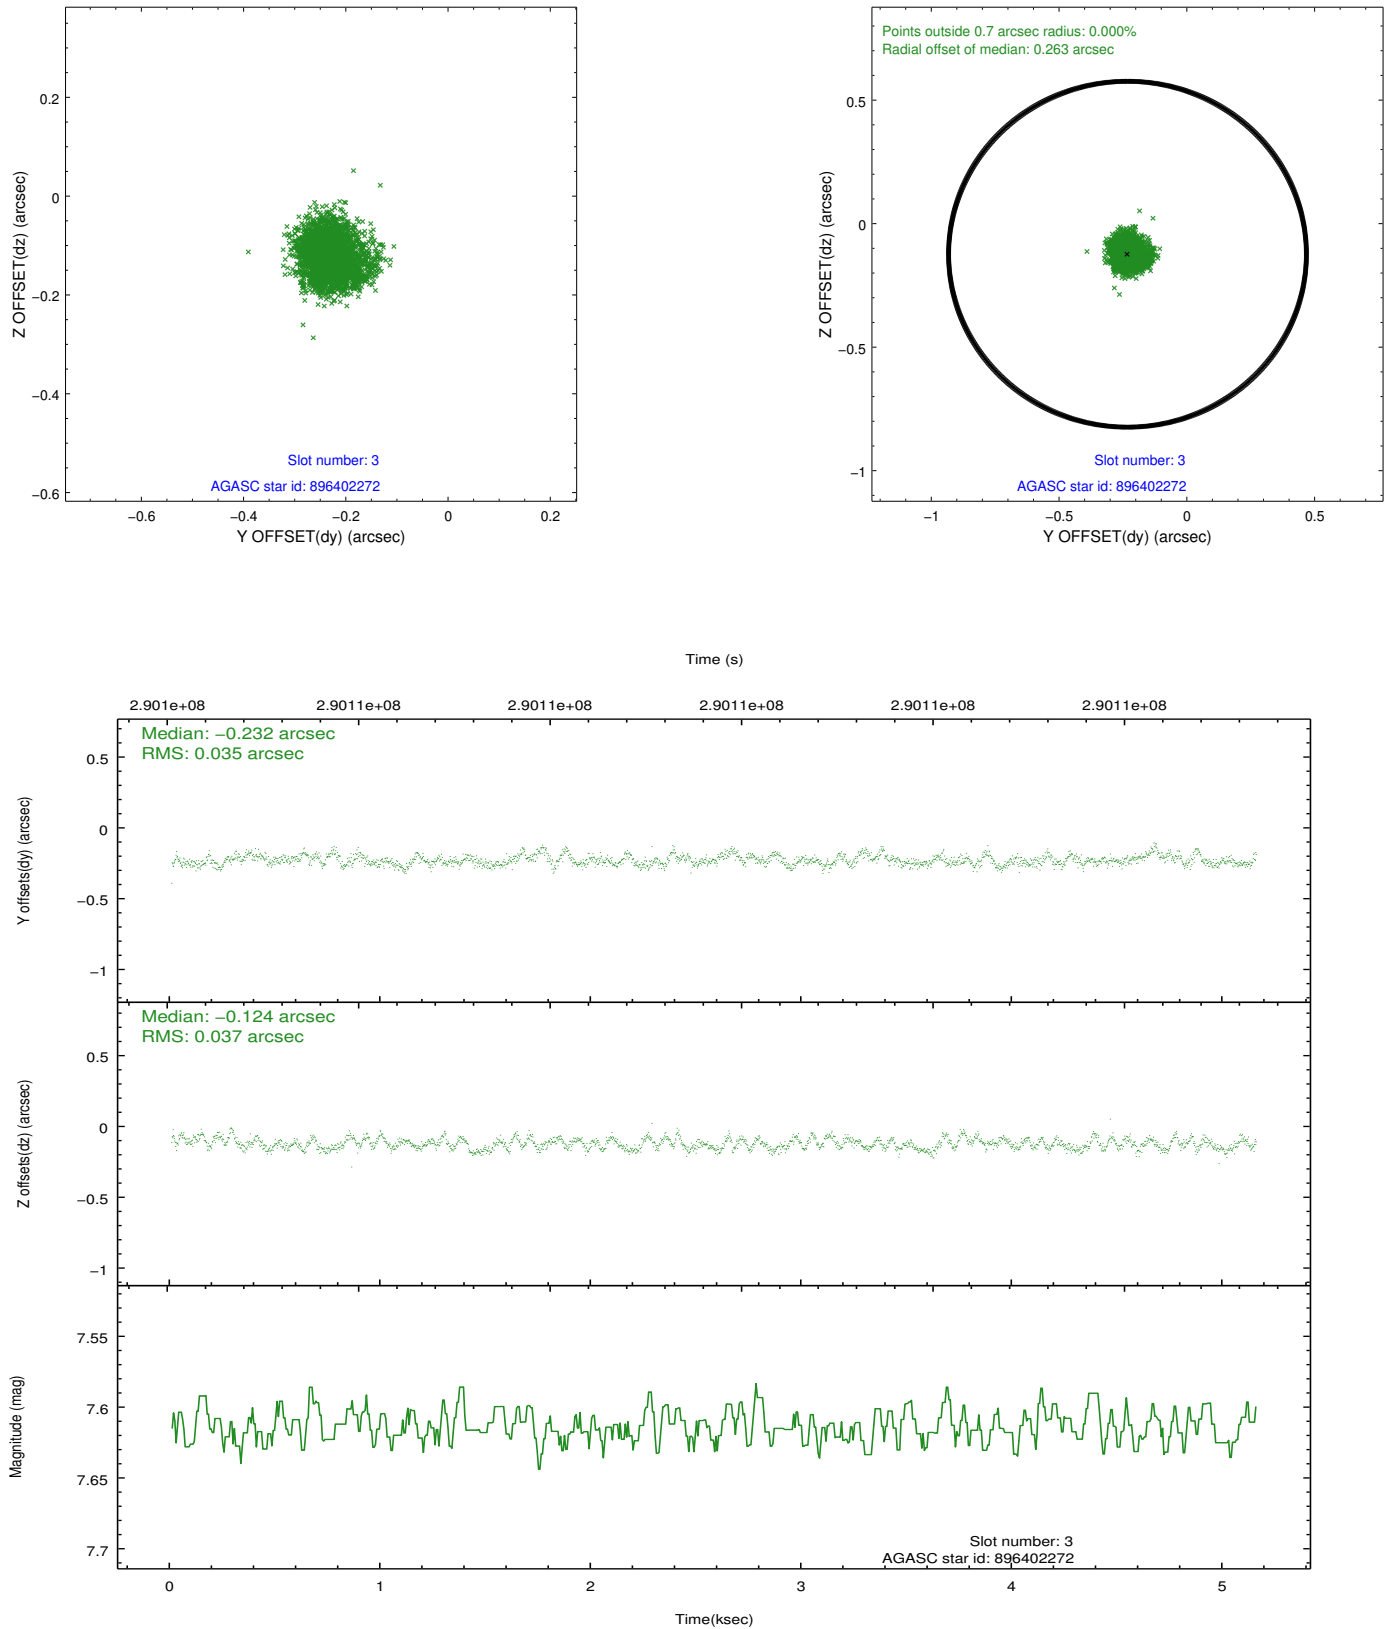 0.2
0
−0.2
−0.4
−0.6
Z OFFSET(dz) (arcsec)
Slot number: 3
AGASC star id: 896402272
−0.6 −0.4 −0.2 0 0.2
Y OFFSET(dy) (arcsec)
Points outside 0.7 arcsec radius: 0.000%
Radial offset of median: 0.263 arcsec
0.5
0
−0.5
−1
Z OFFSET(dz) (arcsec)
Slot number: 3
AGASC star id: 896402272
−1 −0.5 0 0.5
Y OFFSET(dy) (arcsec)
Time (s)
2.901e+08 2.9011e+08 2.9011e+08 2.9011e+08 2.9011e+08 2.9011e+08
Median: −0.232 arcsec
RMS: 0.035 arcsec
0.5
0
−0.5
−1
Y offsets(dy) (arcsec)
Median: −0.124 arcsec
RMS: 0.037 arcsec
0.5
0
−0.5
−1
Z offsets(dz) (arcsec)
7.55
7.6
7.65
7.7
Magnitude (mag)
Slot number: 3
AGASC star id: 896402272
0 1 2 3 4 5
Time(ksec)